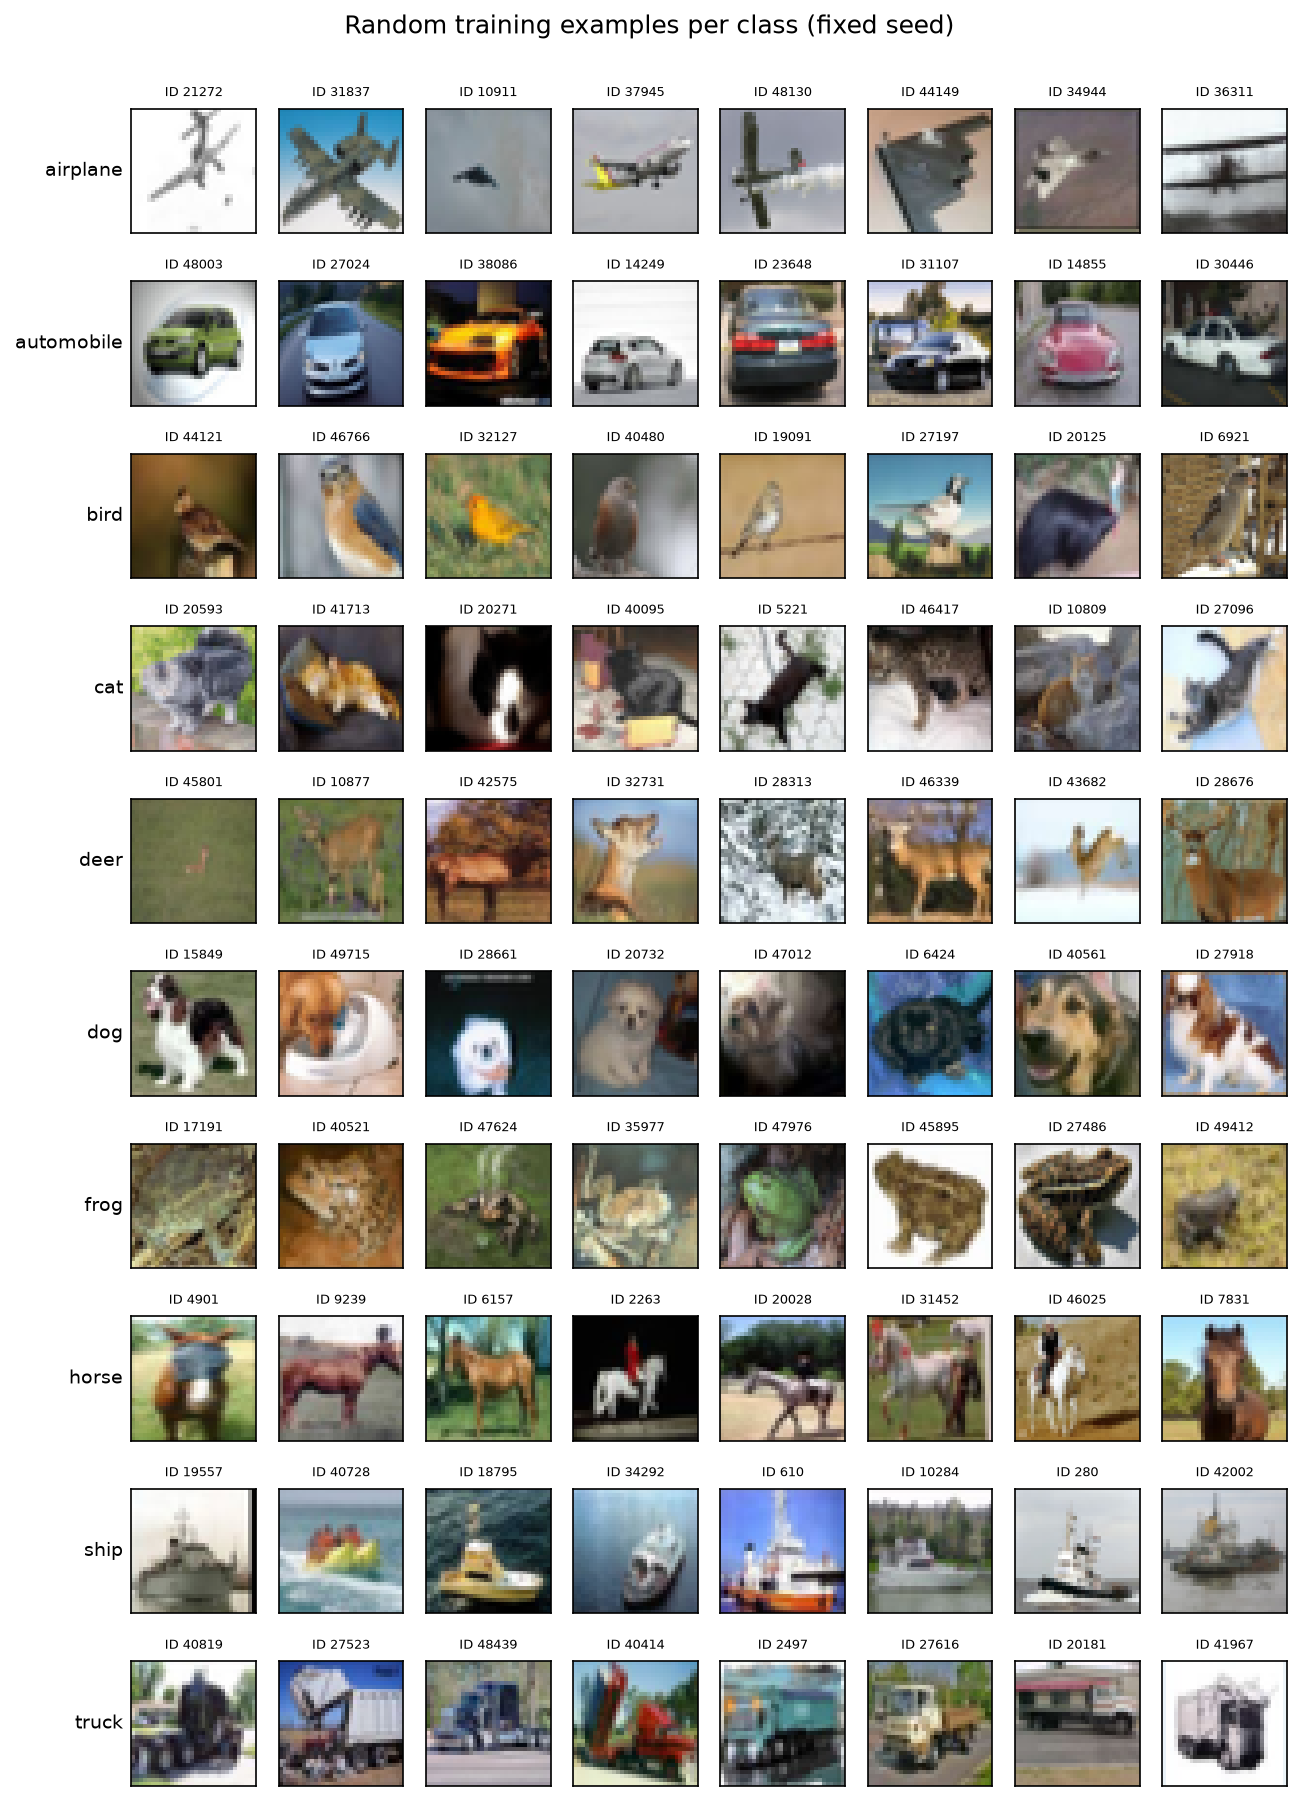 Random training examples per class (fixed seed)
ID 21272 ID 31837 ID 10911 ID 37945 ID 48130 ID 44149 ID 34944 ID 36311
airplane
ID 48003 ID 27024 ID 38086 ID 14249 ID 23648 ID 31107 ID 14855 ID 30446
automobile
ID 44121 ID 46766 ID 32127 ID 40480 ID 19091 ID 27197 ID 20125 ID 6921
bird
ID 20593 ID 41713 ID 20271 ID 40095 ID 5221 ID 46417 ID 10809 ID 27096
cat
ID 45801 ID 10877 ID 42575 ID 32731 ID 28313 ID 46339 ID 43682 ID 28676
deer
ID 15849 ID 49715 ID 28661 ID 20732 ID 47012 ID 6424 ID 40561 ID 27918
dog
ID 17191 ID 40521 ID 47624 ID 35977 ID 47976 ID 45895 ID 27486 ID 49412
frog
ID 4901 ID 9239 ID 6157 ID 2263 ID 20028 ID 31452 ID 46025 ID 7831
horse
ID 19557 ID 40728 ID 18795 ID 34292 ID 610 ID 10284 ID 280 ID 42002
ship
ID 40819 ID 27523 ID 48439 ID 40414 ID 2497 ID 27616 ID 20181 ID 41967
truck